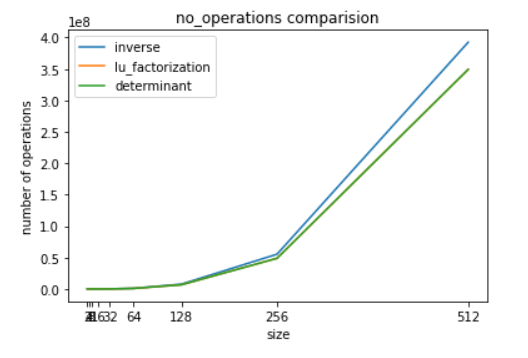 no_operations comparision
1e8
inverse
lu_factorization
determinant
number of operations
4.0
3.5
3.0
2.5
2.0
1.5
1.0
0.5
0.0
16 32 64 128 256 512
size